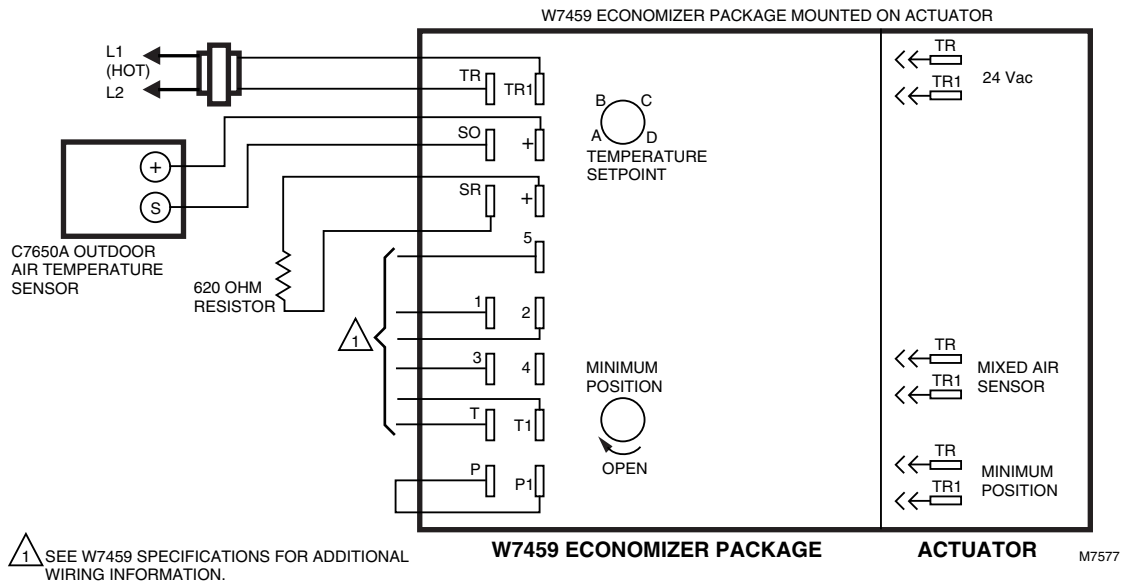 W7459 ECONOMIZER PACKAGE MOUNTED ON ACTUATOR
L1
(HOT)
L2
TR
TR1
TR
TR1
24 Vac
B C
A D
TEMPERATURE
SETPOINT
SO
+
+
S
C7650A OUTDOOR
AIR TEMPERATURE
SENSOR
SR
+
620 OHM
RESISTOR
5
1
2
1
3
4
T
T1
P
P1
MINIMUM
POSITION
OPEN
TR
TR1
MIXED AIR
SENSOR
TR
TR1
MINIMUM
POSITION
W7459 ECONOMIZER PACKAGE
ACTUATOR
M7577
1 SEE W7459 SPECIFICATIONS FOR ADDITIONAL
WIRING INFORMATION.